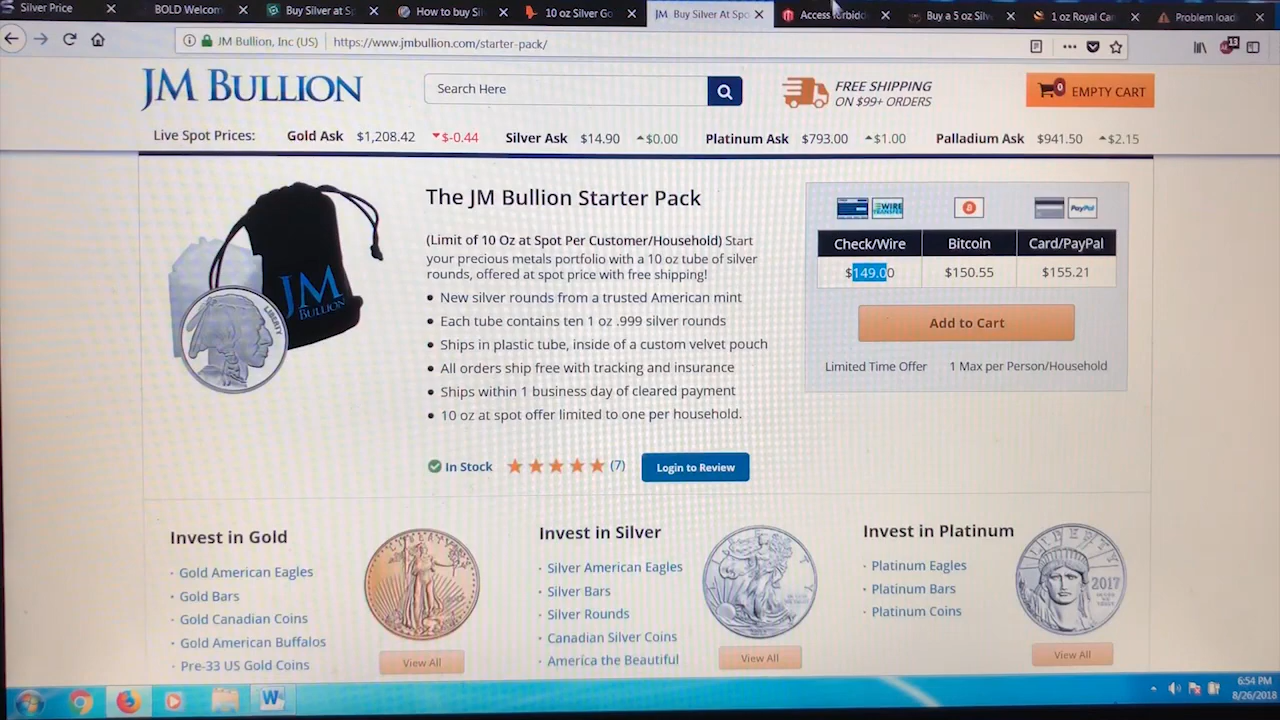 Silver Price
BOLD Welcom
Buy Silver at Sp
How to buy Sil
10 oz Silver Go
JM Buy Silver At Spo
Access forbidd
Buy a 5 oz Silv
1 oz Royal Ca
Problem load
JM Bullion, Inc (US)
https://www.jmbullion.com/starter-pack/
13
JM BULLION
Search Here
FREE SHIPPING
ON $99+ ORDERS
0
EMPTY CART
Live Spot Prices: Gold Ask $1,208.42 $-0.44 Silver Ask $14.90 $0.00 Platinum Ask $793.00 $1.00 Palladium Ask $941.50 $2.15
JM
BULLION
LIBERTY
The JM Bullion Starter Pack
(Limit of 10 Oz at Spot Per Customer/Household) Start
your precious metals portfolio with a 10 oz tube of silver
rounds, offered at spot price with free shipping!
• New silver rounds from a trusted American mint
• Each tube contains ten 1 oz .999 silver rounds
• Ships in plastic tube, inside of a custom velvet pouch
• All orders ship free with tracking and insurance
• Ships within 1 business day of cleared payment
• 10 oz at spot offer limited to one per household.
In Stock (7) Login to Review
WIRE TRANSFER
PayPal
Check/Wire Bitcoin Card/PayPal
$149.00 $150.55 $155.21
Add to Cart
Limited Time Offer 1 Max per Person/Household
Invest in Gold
· Gold American Eagles
· Gold Bars
· Gold Canadian Coins
· Gold American Buffalos
· Pre-33 US Gold Coins
LIBERTY
View All
Invest in Silver
· Silver American Eagles
· Silver Bars
· Silver Rounds
· Canadian Silver Coins
· America the Beautiful
View All
Invest in Platinum
· Platinum Eagles
· Platinum Bars
· Platinum Coins
LIBERTY
2017
View All
W
6:54 PM
8/26/2018